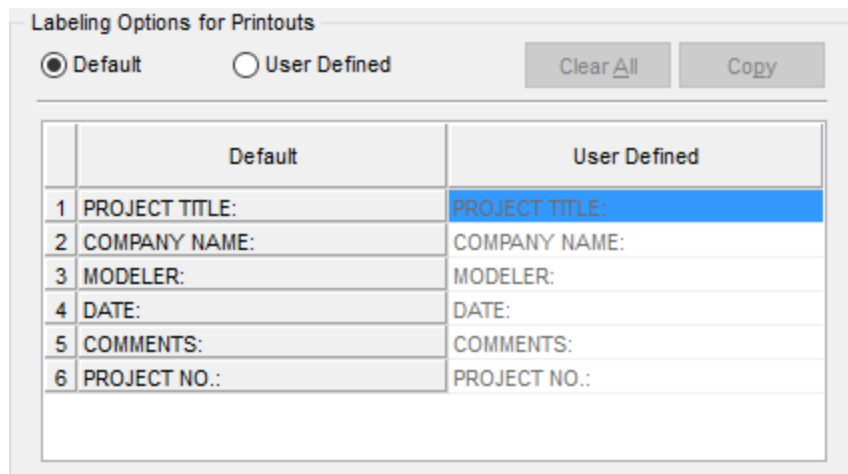 Labeling Options for Printouts
Default User Defined Clear All Copy
Default User Defined
1 PROJECT TITLE: PROJECT TITLE:
2 COMPANY NAME: COMPANY NAME:
3 MODELER: MODELER:
4 DATE: DATE:
5 COMMENTS: COMMENTS:
6 PROJECT NO.: PROJECT NO.: